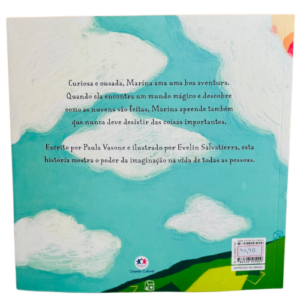 Curiosa e ousada, Marina ama uma boa aventura.
Quando ela encontra um mundo mágico e descobre
como as nuvens são feitas, Marina aprende também
que nunca deve desistir das coisas importantes.
Escrito por Paula Vasone e ilustrado por Evelin Salvatierra, esta
história mostra o poder da imaginação na vida de todas as pessoas.
Ciranda Cultural